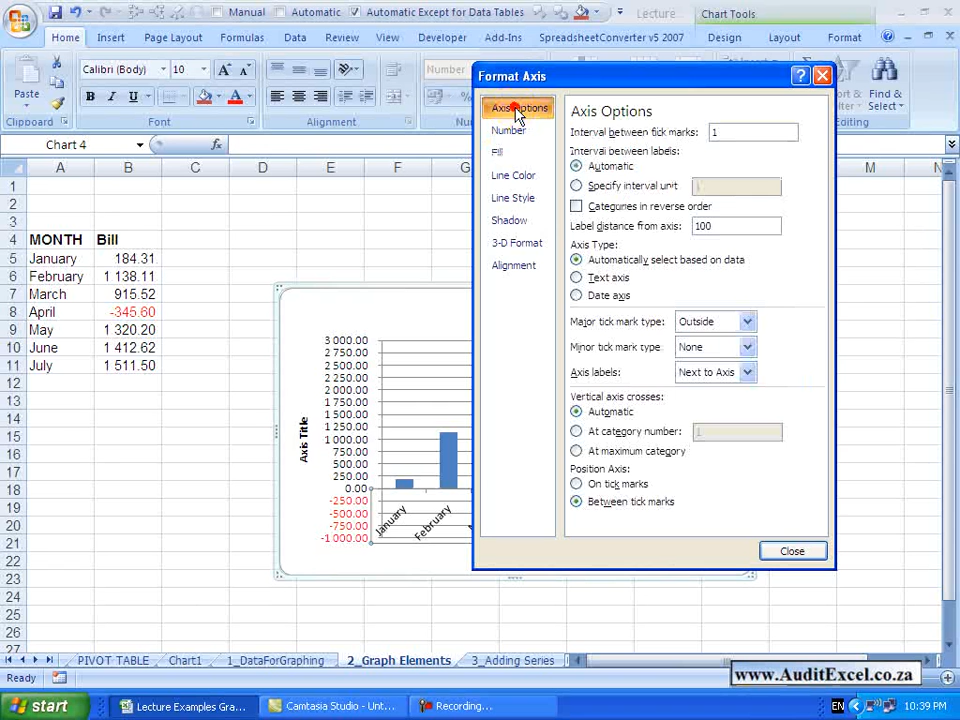 Manual Automatic Automatic Except for Data Tables Lecture Chart Tools
Home Insert Page Layout Formulas Data Review View Developer Add-Ins SpreadsheetConverter v5 2007 Design Layout Format
Paste Calibri (Body) 10 A A Number Find & Select
B I U A
Clipboard Font Alignment
Chart 4 fx
A B C D E F G M N
1
2
3
4 MONTH Bill
5 January 184.31
6 February 1 138.11
7 March 915.52
8 April -345.60
9 May 1 320.20
10 June 1 412.62
11 July 1 511.50
12
13
14
15
16
17
18
19
20
21
22
23
24
25
26
27
Axis Title
3 000.00
2 750.00
2 500.00
2 250.00
2 000.00
1 750.00
1 500.00
1 250.00
1 000.00
750.00
500.00
250.00
0.00
-250.00
-500.00
-750.00
-1 000.00
January
February
Format Axis
Axis Options
Number
Fill
Line Color
Line Style
Shadow
3-D Format
Alignment
Axis Options
Interval between tick marks: 1
Interval between labels:
Automatic
Specify interval unit 1
Categories in reverse order
Label distance from axis: 100
Axis Type:
Automatically select based on data
Text axis
Date axis
Major tick mark type: Outside
Minor tick mark type: None
Axis labels: Next to Axis
Vertical axis crosses:
Automatic
At category number: 1
At maximum category
Position Axis:
On tick marks
Between tick marks
Close
PIVOT TABLE Chart1 1_DataForGraphing 2_Graph Elements 3_Adding Series
Ready
www.AuditExcel.co.za
start Lecture Examples Gra... Camtasia Studio - Unt... Recording... EN 10:39 PM